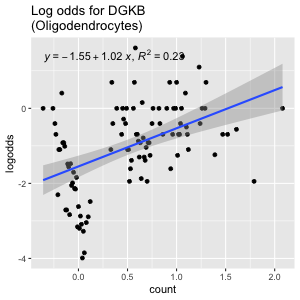 Log odds for DGKB
(Oligodendrocytes)
y = −1.55 + 1.02 x, R² = 0.23
logodds
0
-2
-4
0.0 0.5 1.0 1.5 2.0
count